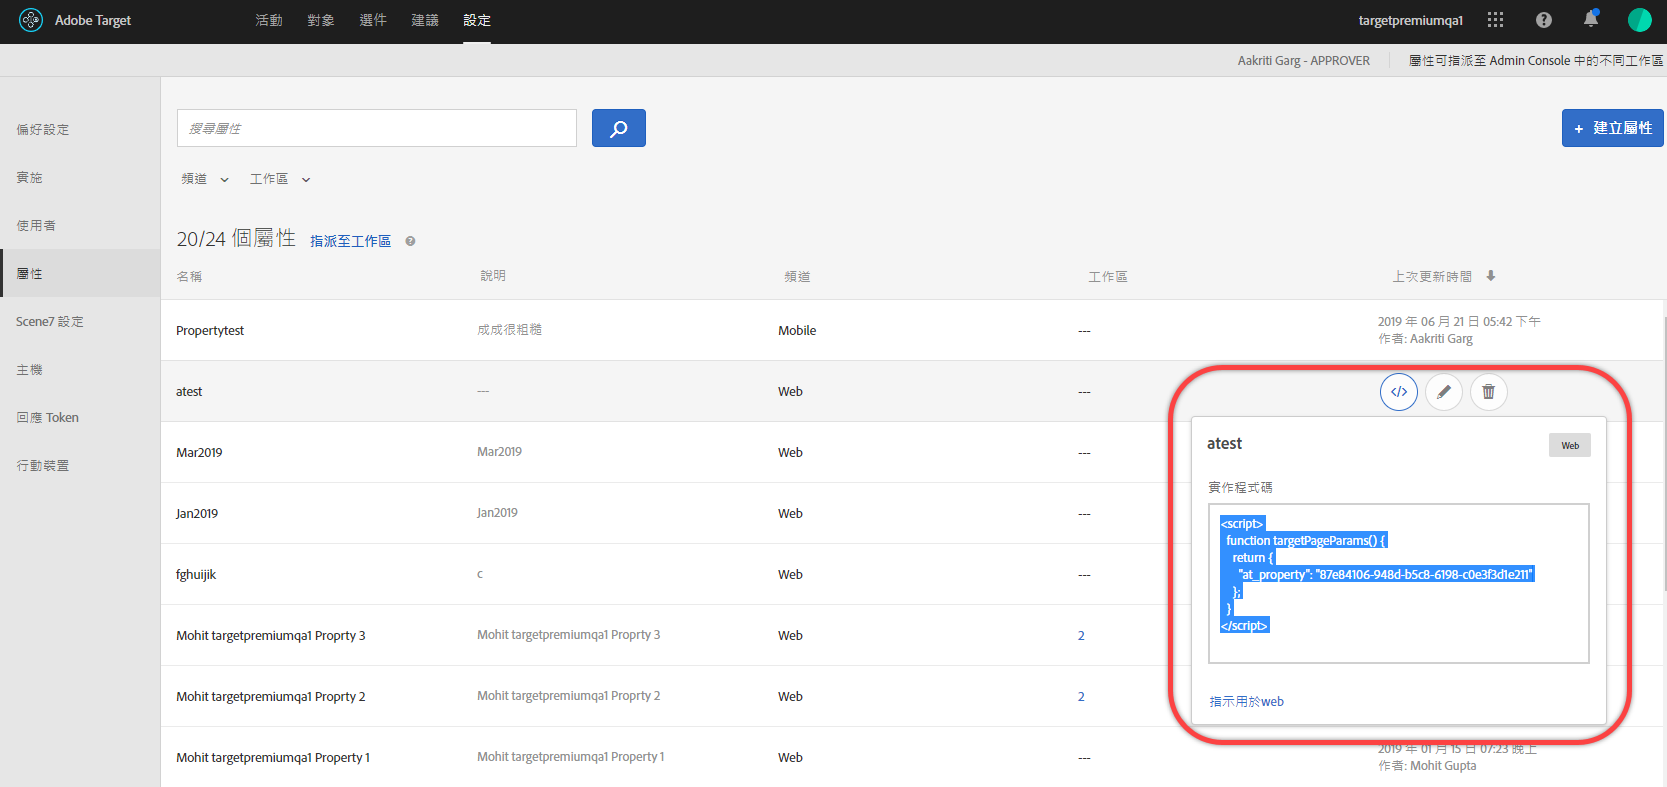 Adobe Target
活動 對象 選件 建議 設定
targetpremiumqa1
Aakriti Garg - APPROVER
屬性可指派至 Admin Console 中的不同工作區
偏好設定
實施
使用者
屬性
Scene7 設定
主機
回應 Token
行動裝置
搜尋屬性
+ 建立屬性
頻道 工作區
20/24 個屬性 指派至工作區
名稱 說明 頻道 工作區 上次更新時間
Propertytest 成成很粗糙 Mobile --- 2019 年 06 月 21 日 05:42 下午
作者: Aakriti Garg
atest --- Web --- </>
Mar2019 Mar2019 Web ---
Jan2019 Jan2019 Web ---
fghuijik c Web ---
Mohit targetpremiumqa1 Proprty 3 Mohit targetpremiumqa1 Proprty 3 Web 2
Mohit targetpremiumqa1 Proprty 2 Mohit targetpremiumqa1 Proprty 2 Web 2
Mohit targetpremiumqa1 Property 1 Mohit targetpremiumqa1 Property 1 Web --- 2019 年 01 月 15 日 07:23 晚上
作者: Mohit Gupta
atest Web
實作程式碼
<script>
function targetPageParams() {
return {
"at_property": "87e84106-948d-b5c8-6198-c0e3f3d1e211"
};
}
</script>
指示用於web